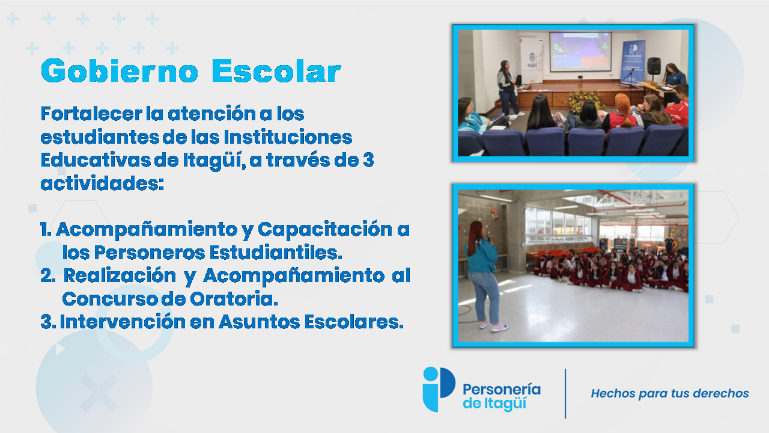 Gobierno Escolar
Fortalecer la atención a los
estudiantes de las Instituciones
Educativas de Itagüí, a través de 3
actividades:
1. Acompañamiento y Capacitación a
los Personeros Estudiantiles.
2. Realización y Acompañamiento al
Concurso de Oratoria.
3. Intervención en Asuntos Escolares.
Personería
de Itagüí
Hechos para tus derechos